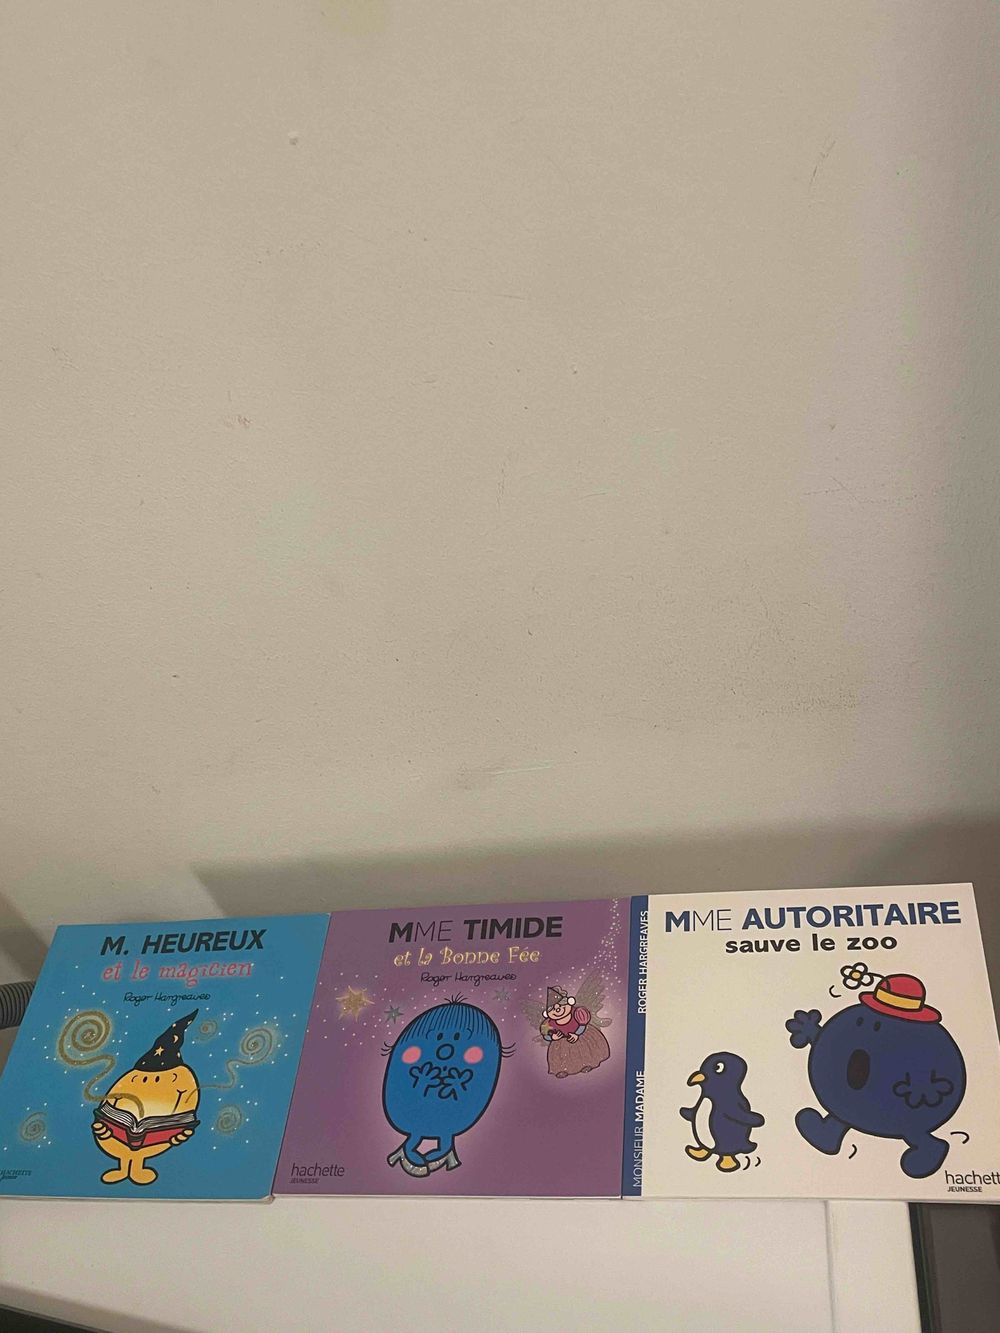 M. HEUREUX
et le magicien
Roger Hargreaves
HACHETTE
MME TIMIDE
et la Bonne Fée
Roger Hargreaves
hachette
JEUNESSE
MONSIEUR MADAME
ROGER HARGREAVES
MME AUTORITAIRE
sauve le zoo
hachett
JEUNESSE